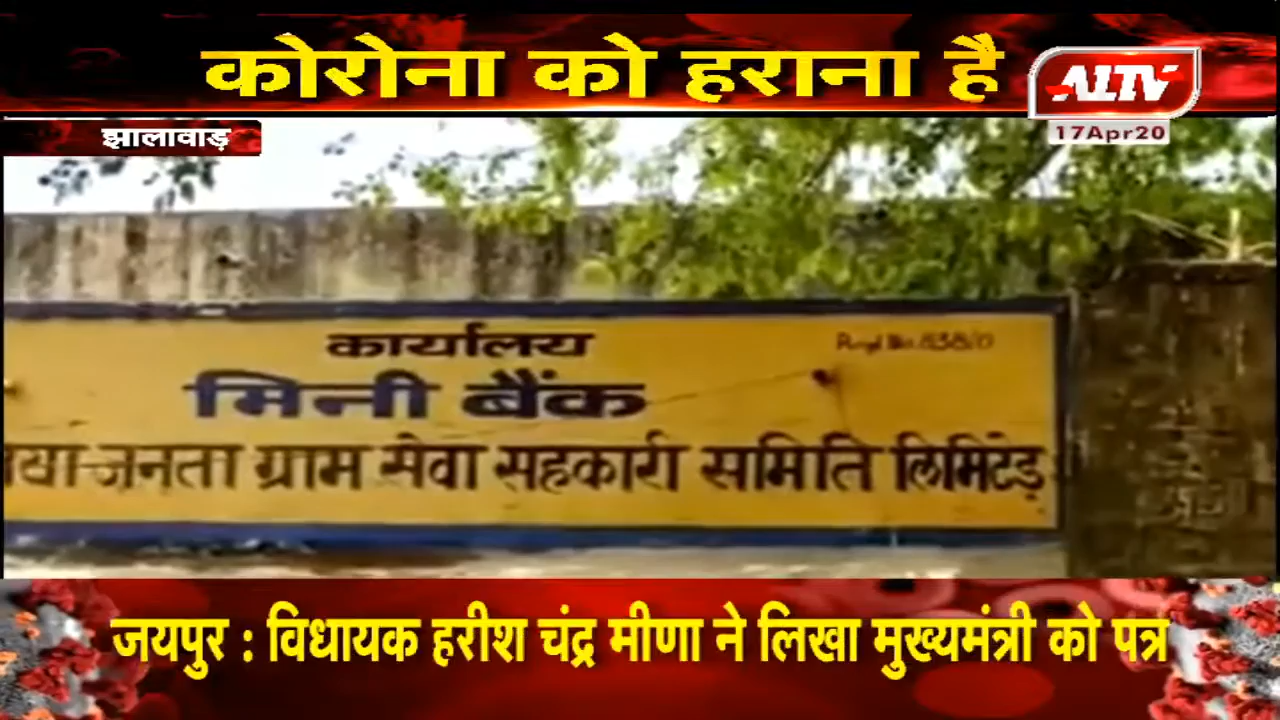 कोरोना को हराना है
ALTV
17Apr20
झालावाड़
कार्यालय
मिनी बैंक
जनता ग्राम सेवा सहकारी समिति लिमिटेड़
जयपुर : विधायक हरीश चंद्र मीणा ने लिखा मुख्यमंत्री को पत्र